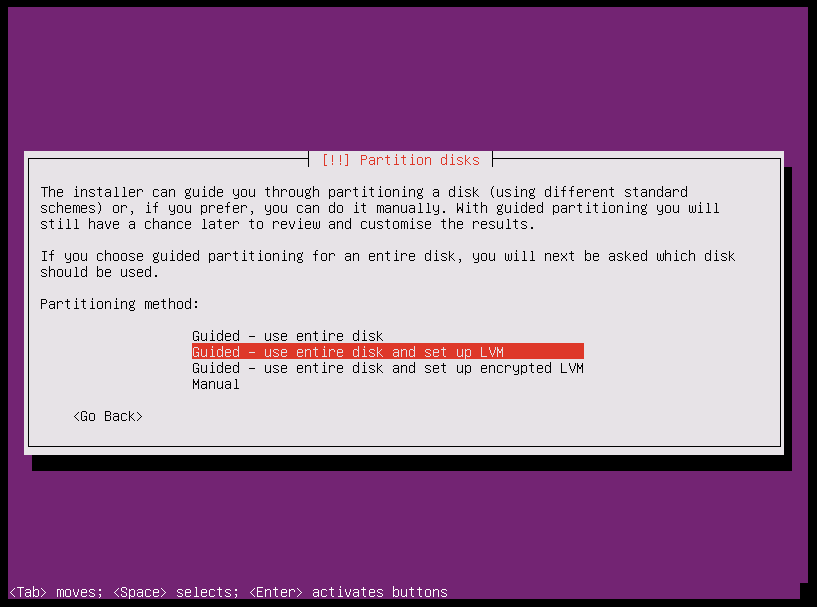 [!!] Partition disks
The installer can guide you through partitioning a disk (using different standard
schemes) or, if you prefer, you can do it manually. With guided partitioning you will
still have a chance later to review and customise the results.
If you choose guided partitioning for an entire disk, you will next be asked which disk
should be used.
Partitioning method:
Guided - use entire disk
Guided - use entire disk and set up LVM
Guided - use entire disk and set up encrypted LVM
Manual
<Go Back>
<Tab> moves; <Space> selects; <Enter> activates buttons